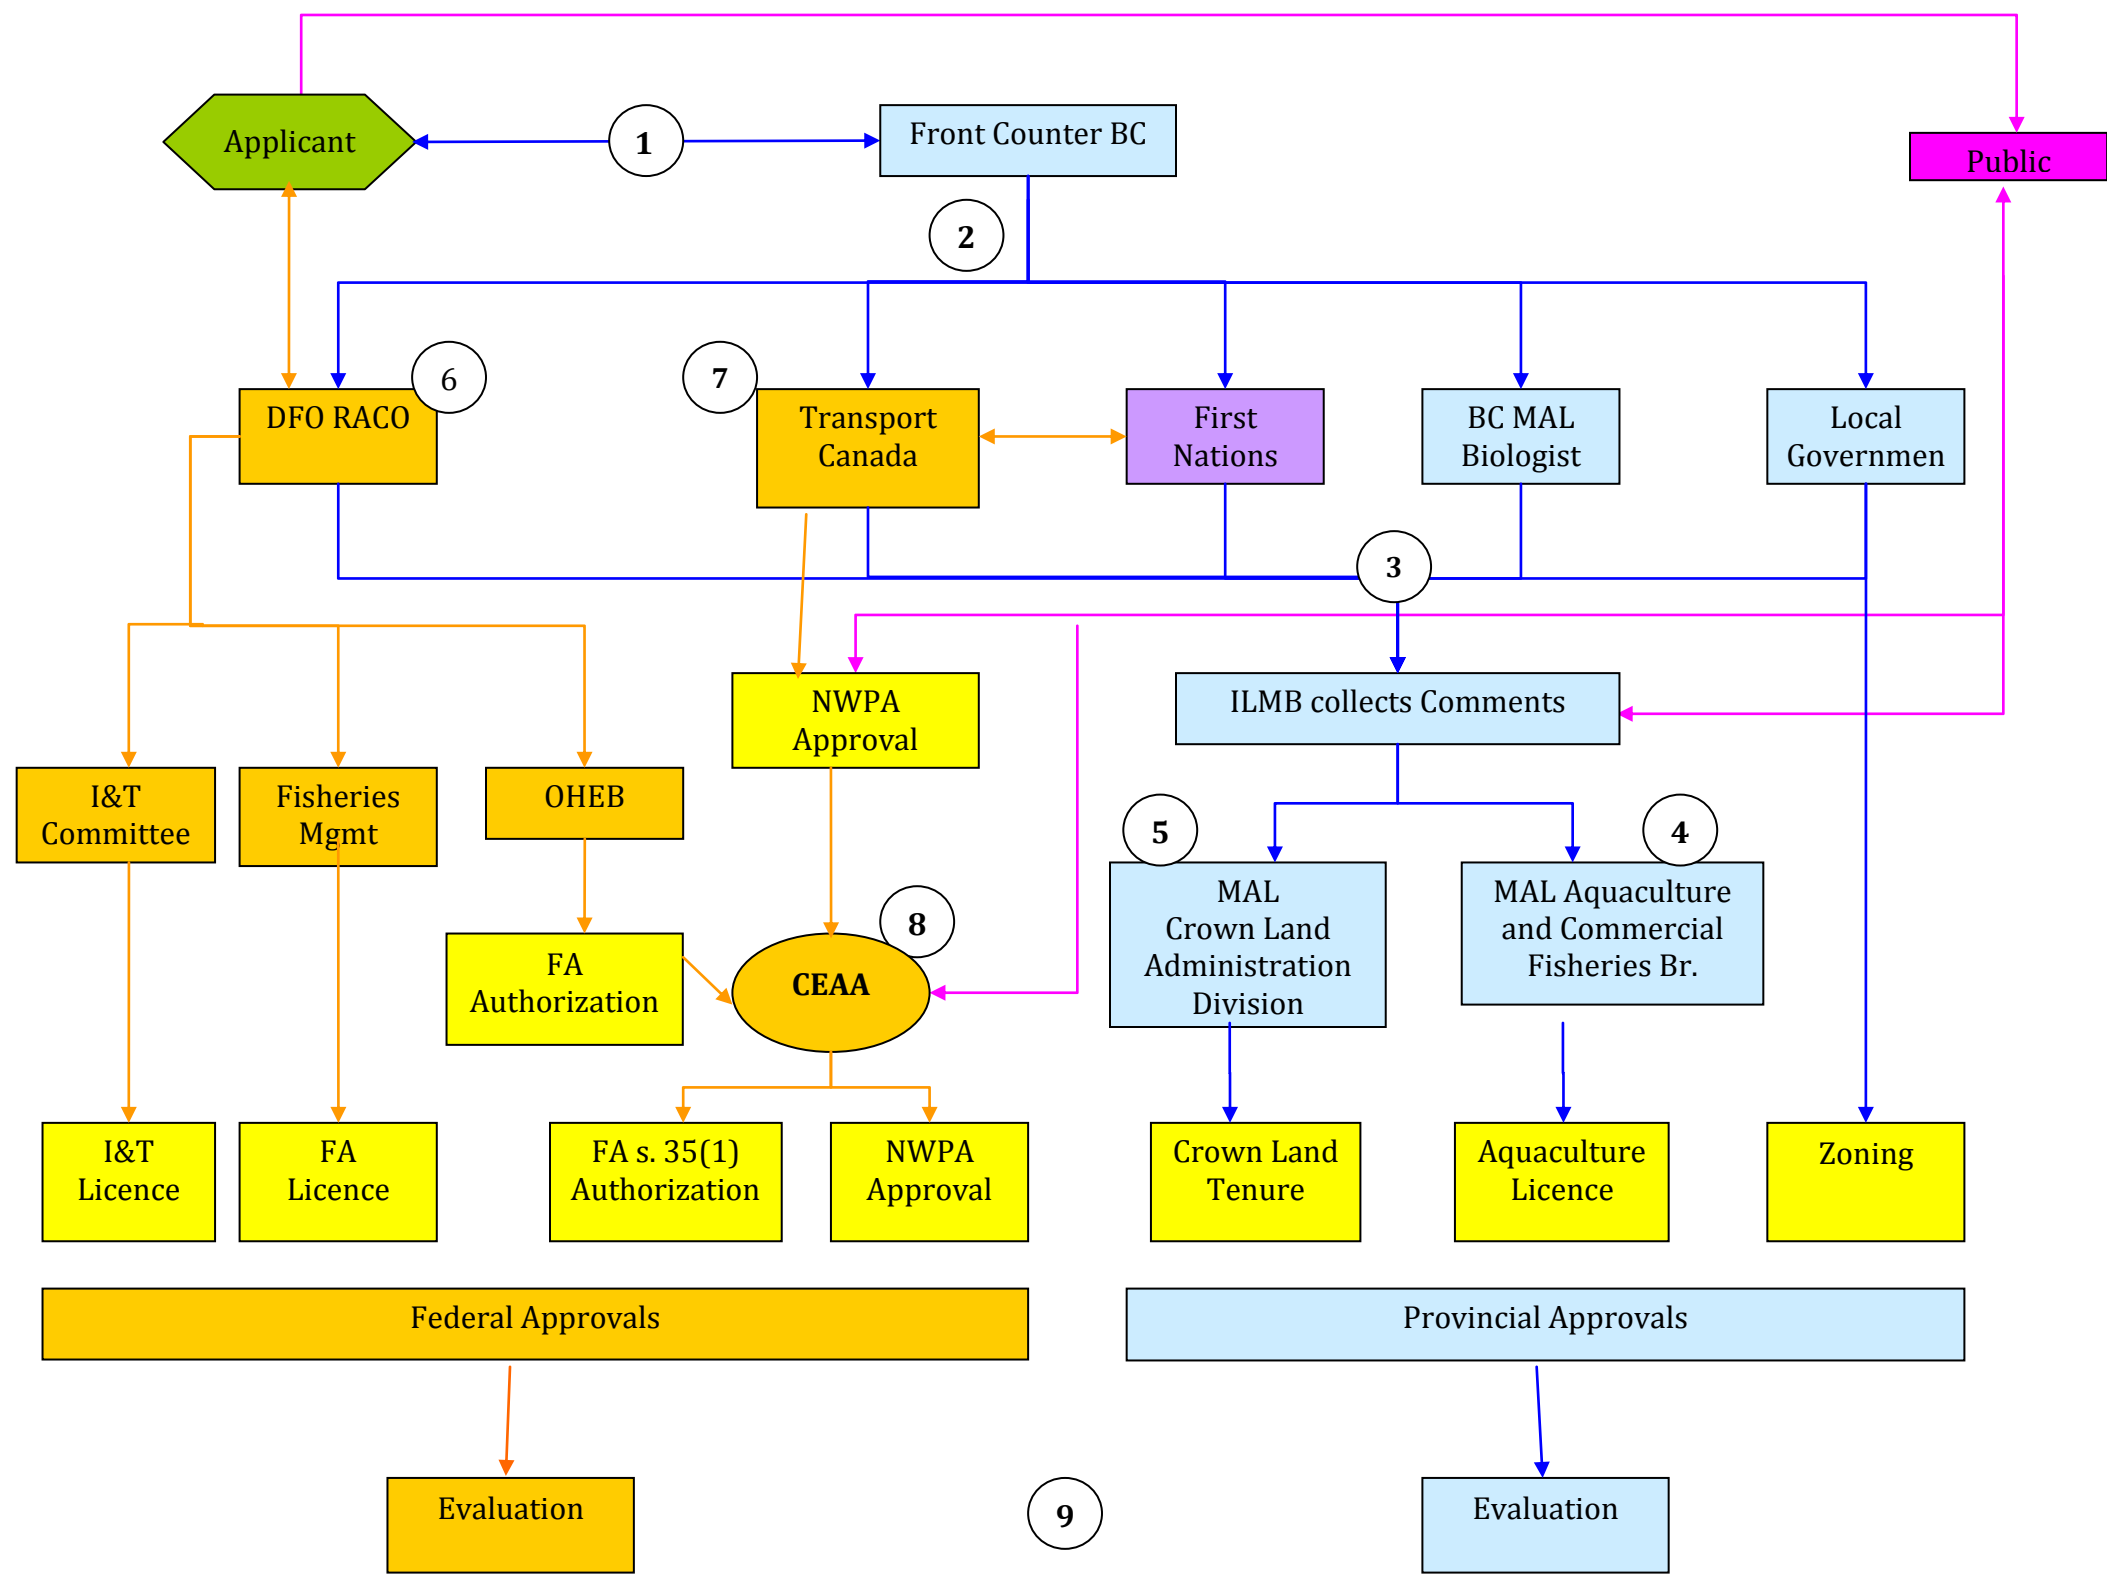 Applicant
1
Front Counter BC
Public
2
6
7
DFO RACO
Transport
Canada
First
Nations
BC MAL
Biologist
Local
Governmen
3
NWPA
Approval
ILMB collects Comments
I&T
Committee
Fisheries
Mgmt
OHEB
5
4
MAL
Crown Land
Administration
Division
MAL Aquaculture
and Commercial
Fisheries Br.
8
FA
Authorization
CEAA
I&T
Licence
FA
Licence
FA s. 35(1)
Authorization
NWPA
Approval
Crown Land
Tenure
Aquaculture
Licence
Zoning
Federal Approvals
Provincial Approvals
Evaluation
9
Evaluation